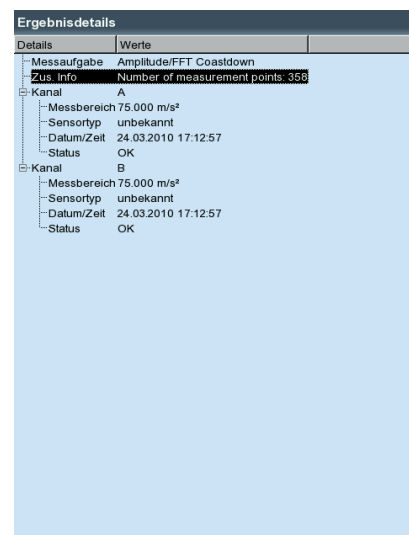 Ergebnisdetails
Details Werte
Messaufgabe Amplitude/FFT Coastdown
Zus. Info Number of measurement points: 358
Kanal A
Messbereich 75.000 m/s²
Sensortyp unbekannt
Datum/Zeit 24.03.2010 17:12:57
Status OK
Kanal B
Messbereich 75.000 m/s²
Sensortyp unbekannt
Datum/Zeit 24.03.2010 17:12:57
Status OK